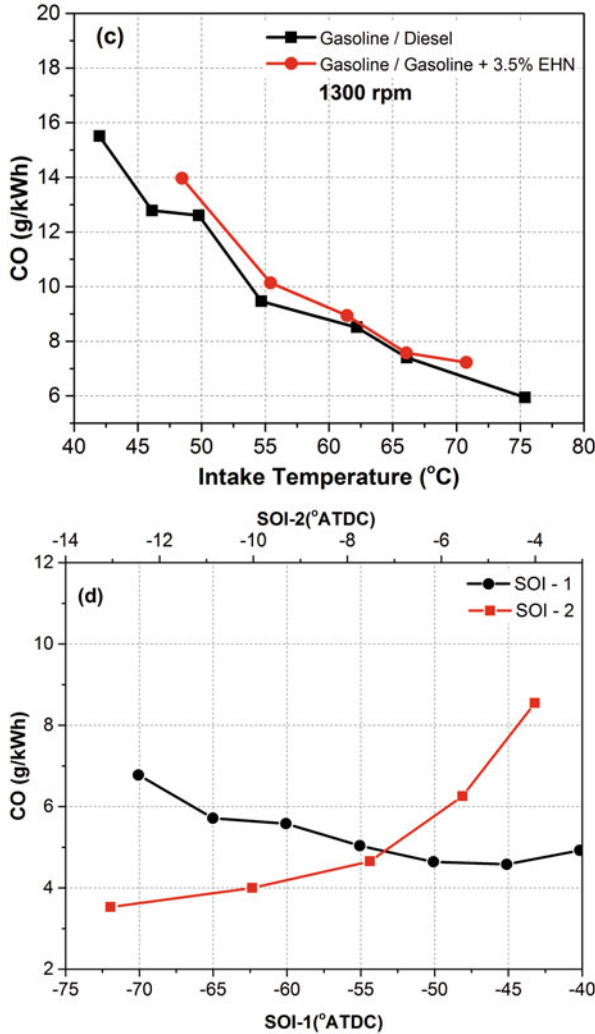 (c)
Gasoline / Diesel
Gasoline / Gasoline + 3.5% EHN
1300 rpm
CO (g/kWh)
20
18
16
14
12
10
8
6
40 45 50 55 60 65 70 75 80
Intake Temperature (°C)
SOI-2(°ATDC)
-14 -12 -10 -8 -6 -4
(d)
SOI - 1
SOI - 2
CO (g/kWh)
12
10
8
6
4
2
-75 -70 -65 -60 -55 -50 -45 -40
SOI-1(°ATDC)